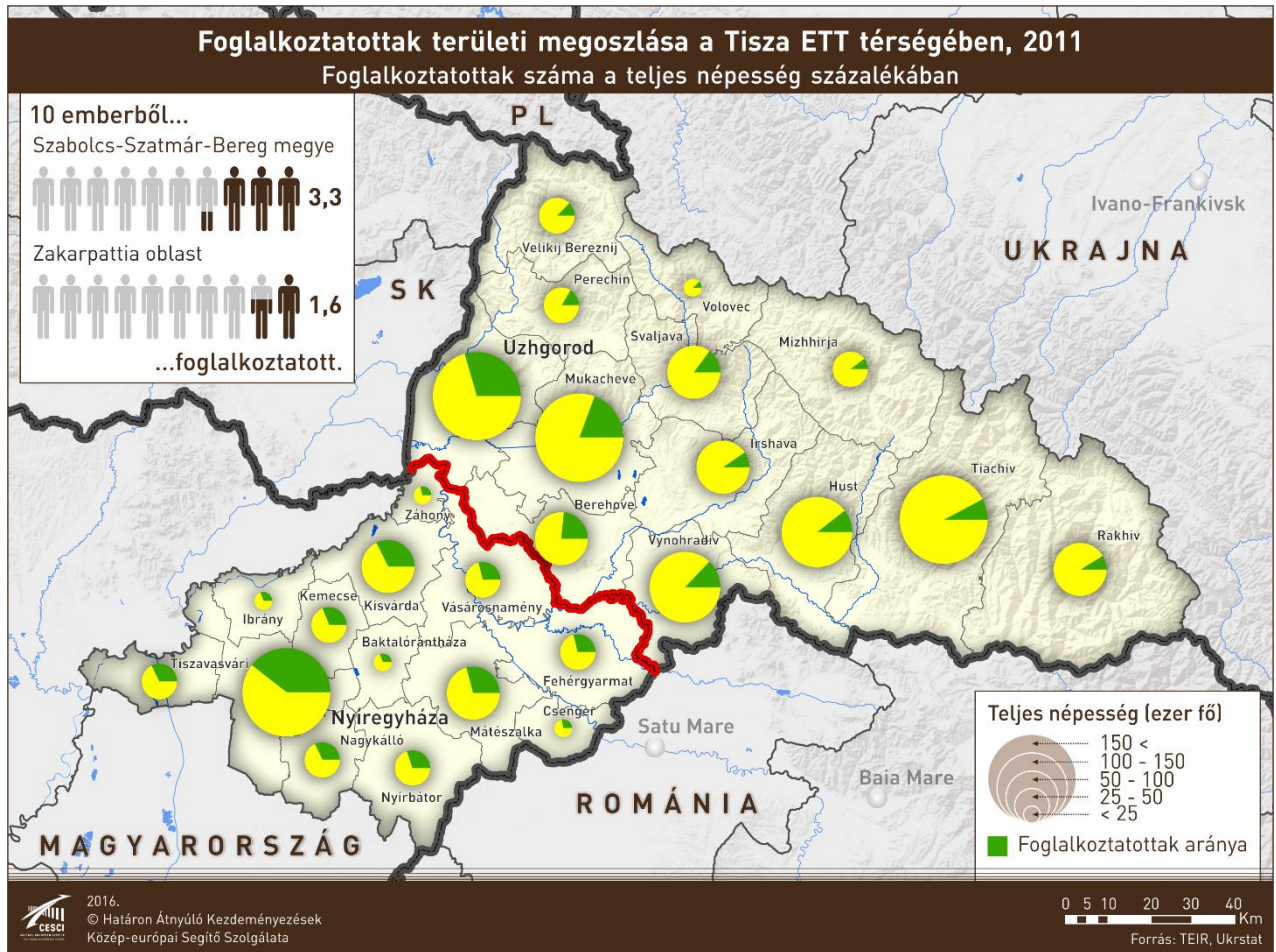 Foglalkoztatottak területi megoszlása a Tisza ETT térségében, 2011
Foglalkoztatottak száma a teljes népesség százalékában
10 emberből...
Szabolcs-Szatmár-Bereg megye
3,3
Zakarpattia oblast
1,6
...foglalkoztatott.
PL
SK
UKRAJNA
Ivano-Frankivsk
Velikij Bereznij
Perechin
Volovec
Uzhgorod
Svaljava
Mizhhirja
Mukacheve
Irshava
Tiachiv
Hust
Berehove
Záhony
Vynohradiv
Rakhiv
Kemecse
Kisvárda
Vásárosnamény
Ibrány
Baktalórántháza
Tiszavasvári
Fehérgyarmat
Nyíregyháza
Mátészalka
Csenger
Nagykálló
Nyírbátor
Satu Mare
Baia Mare
ROMÁNIA
MAGYARORSZÁG
Teljes népesség (ezer fő)
150 <
100 - 150
50 - 100
25 - 50
< 25
Foglalkoztatottak aránya
CESCI
2016.
© Határon Átnyúló Kezdeményezések
Közép-európai Segítő Szolgálata
0 5 10 20 30 40
Km
Forrás: TEIR, Ukrstat